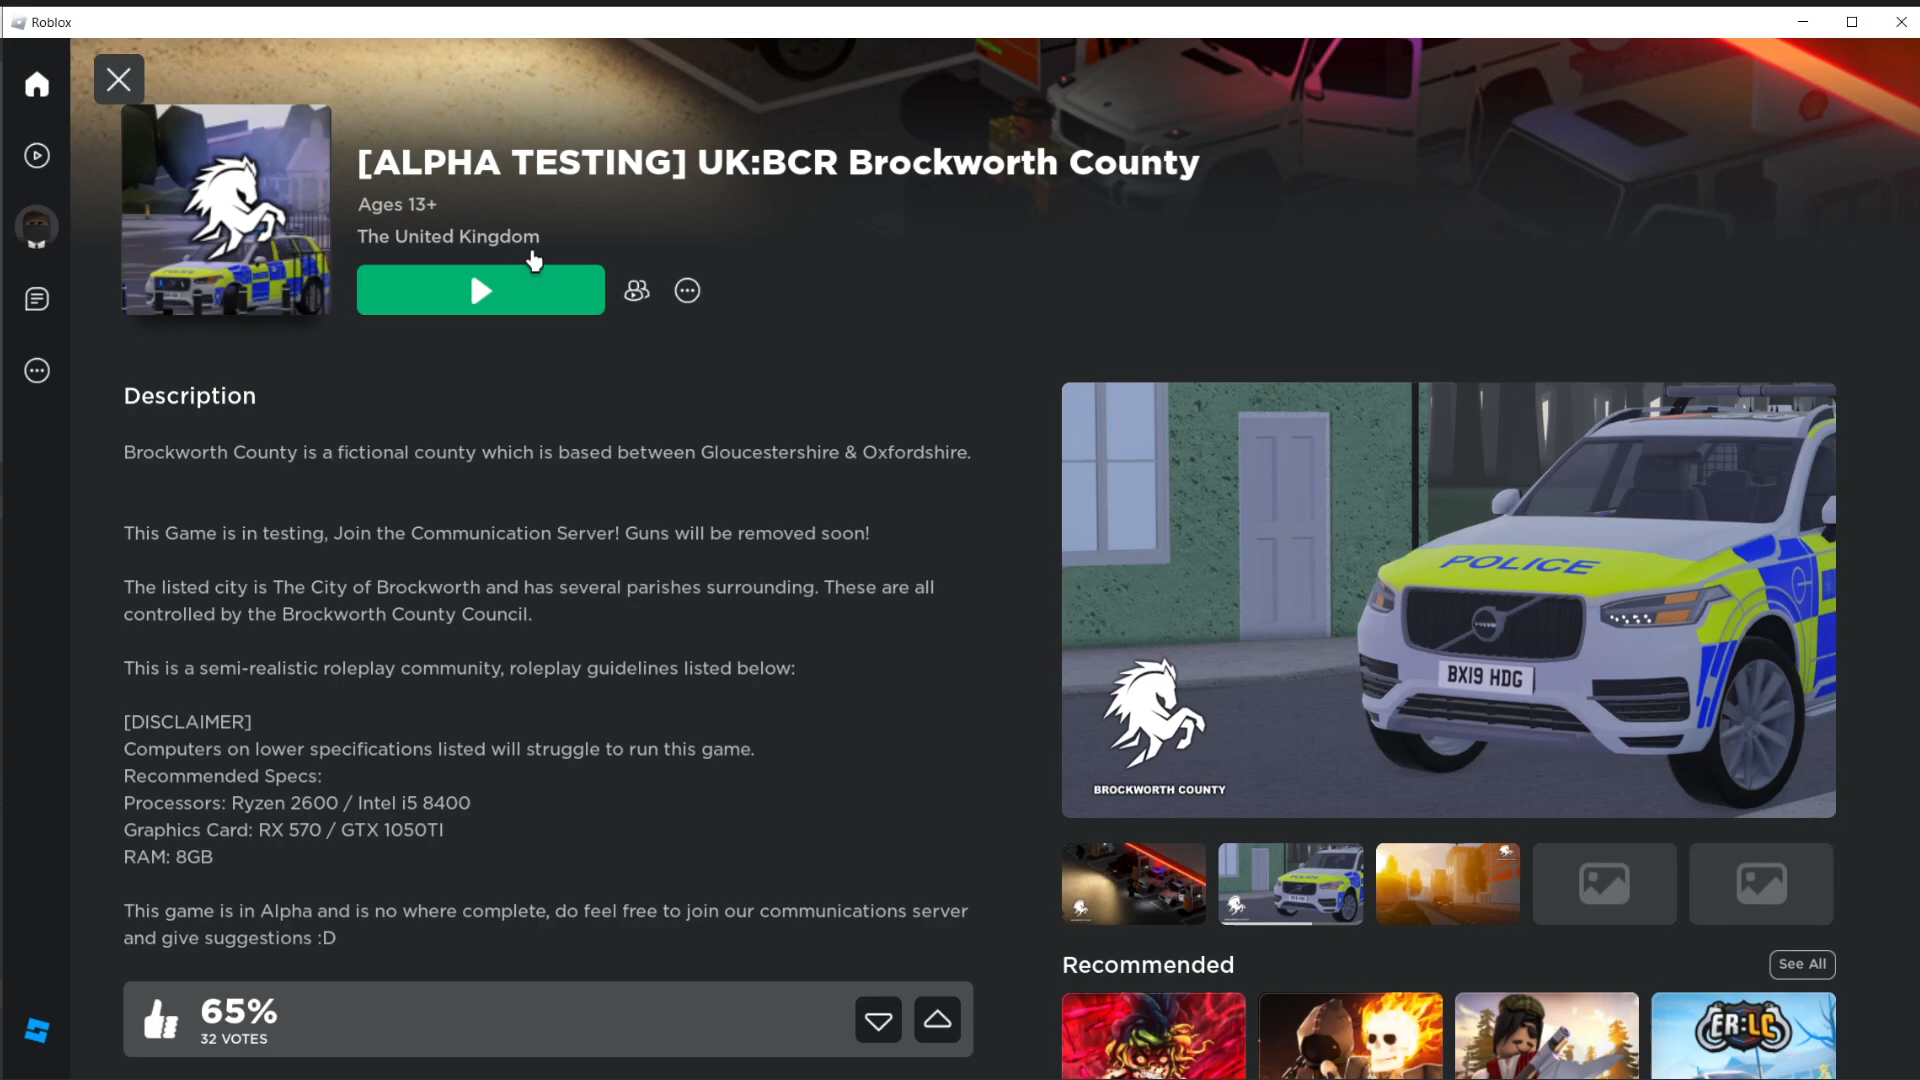 Roblox
[ALPHA TESTING] UK:BCR Brockworth County
Ages 13+
The United Kingdom
Description
Brockworth County is a fictional county which is based between Gloucestershire & Oxfordshire.
This Game is in testing, Join the Communication Server! Guns will be removed soon!
The listed city is The City of Brockworth and has several parishes surrounding. These are all
controlled by the Brockworth County Council.
This is a semi-realistic roleplay community, roleplay guidelines listed below:
[DISCLAIMER]
Computers on lower specifications listed will struggle to run this game.
Recommended Specs:
Processors: Ryzen 2600 / Intel i5 8400
Graphics Card: RX 570 / GTX 1050TI
RAM: 8GB
This game is in Alpha and is no where complete, do feel free to join our communications server
and give suggestions :D
65%
32 VOTES
POLICE
VOLVO
BX19 HDG
BROCKWORTH COUNTY
Recommended
See All
ER:LC